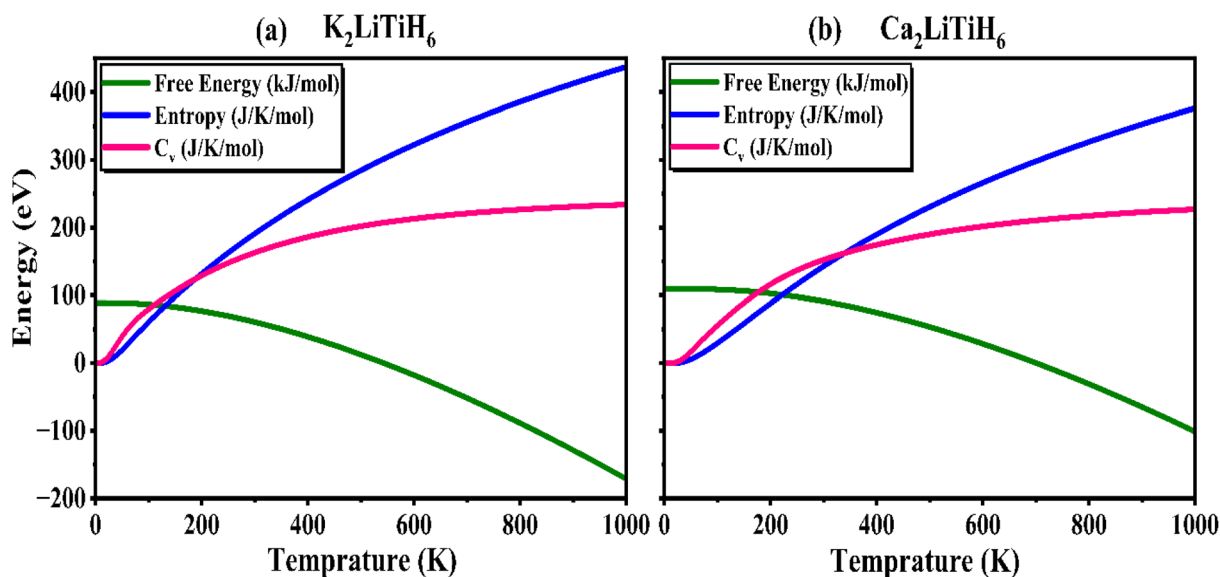 (a) K₂LiTiH₆
(b) Ca₂LiTiH₆
Energy (eV)
400
300
200
100
0
−100
−200
Free Energy (kJ/mol)
Entropy (J/K/mol)
Cᵥ (J/K/mol)
0 200 400 600 800 1000
Temprature (K)
Free Energy (kJ/mol)
Entropy (J/K/mol)
Cᵥ (J/K/mol)
0 200 400 600 800 1000
Temprature (K)